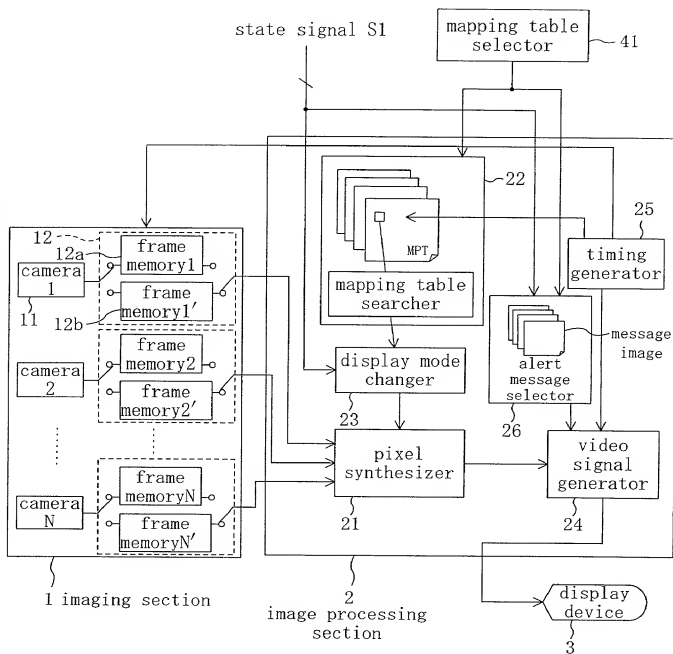 state signal S1
mapping table
selector
41
22
MPT
mapping table
searcher
25
timing
generator
message
image
alert
message
selector
26
display mode
changer
23
pixel
synthesizer
21
video
signal
generator
24
12
12a
frame
memory1
camera
1
11
frame
memory1′
12b
frame
memory2
camera
2
frame
memory2′
frame
memoryN
camera
N
frame
memoryN′
1 imaging section
2
image processing
section
display
device
3